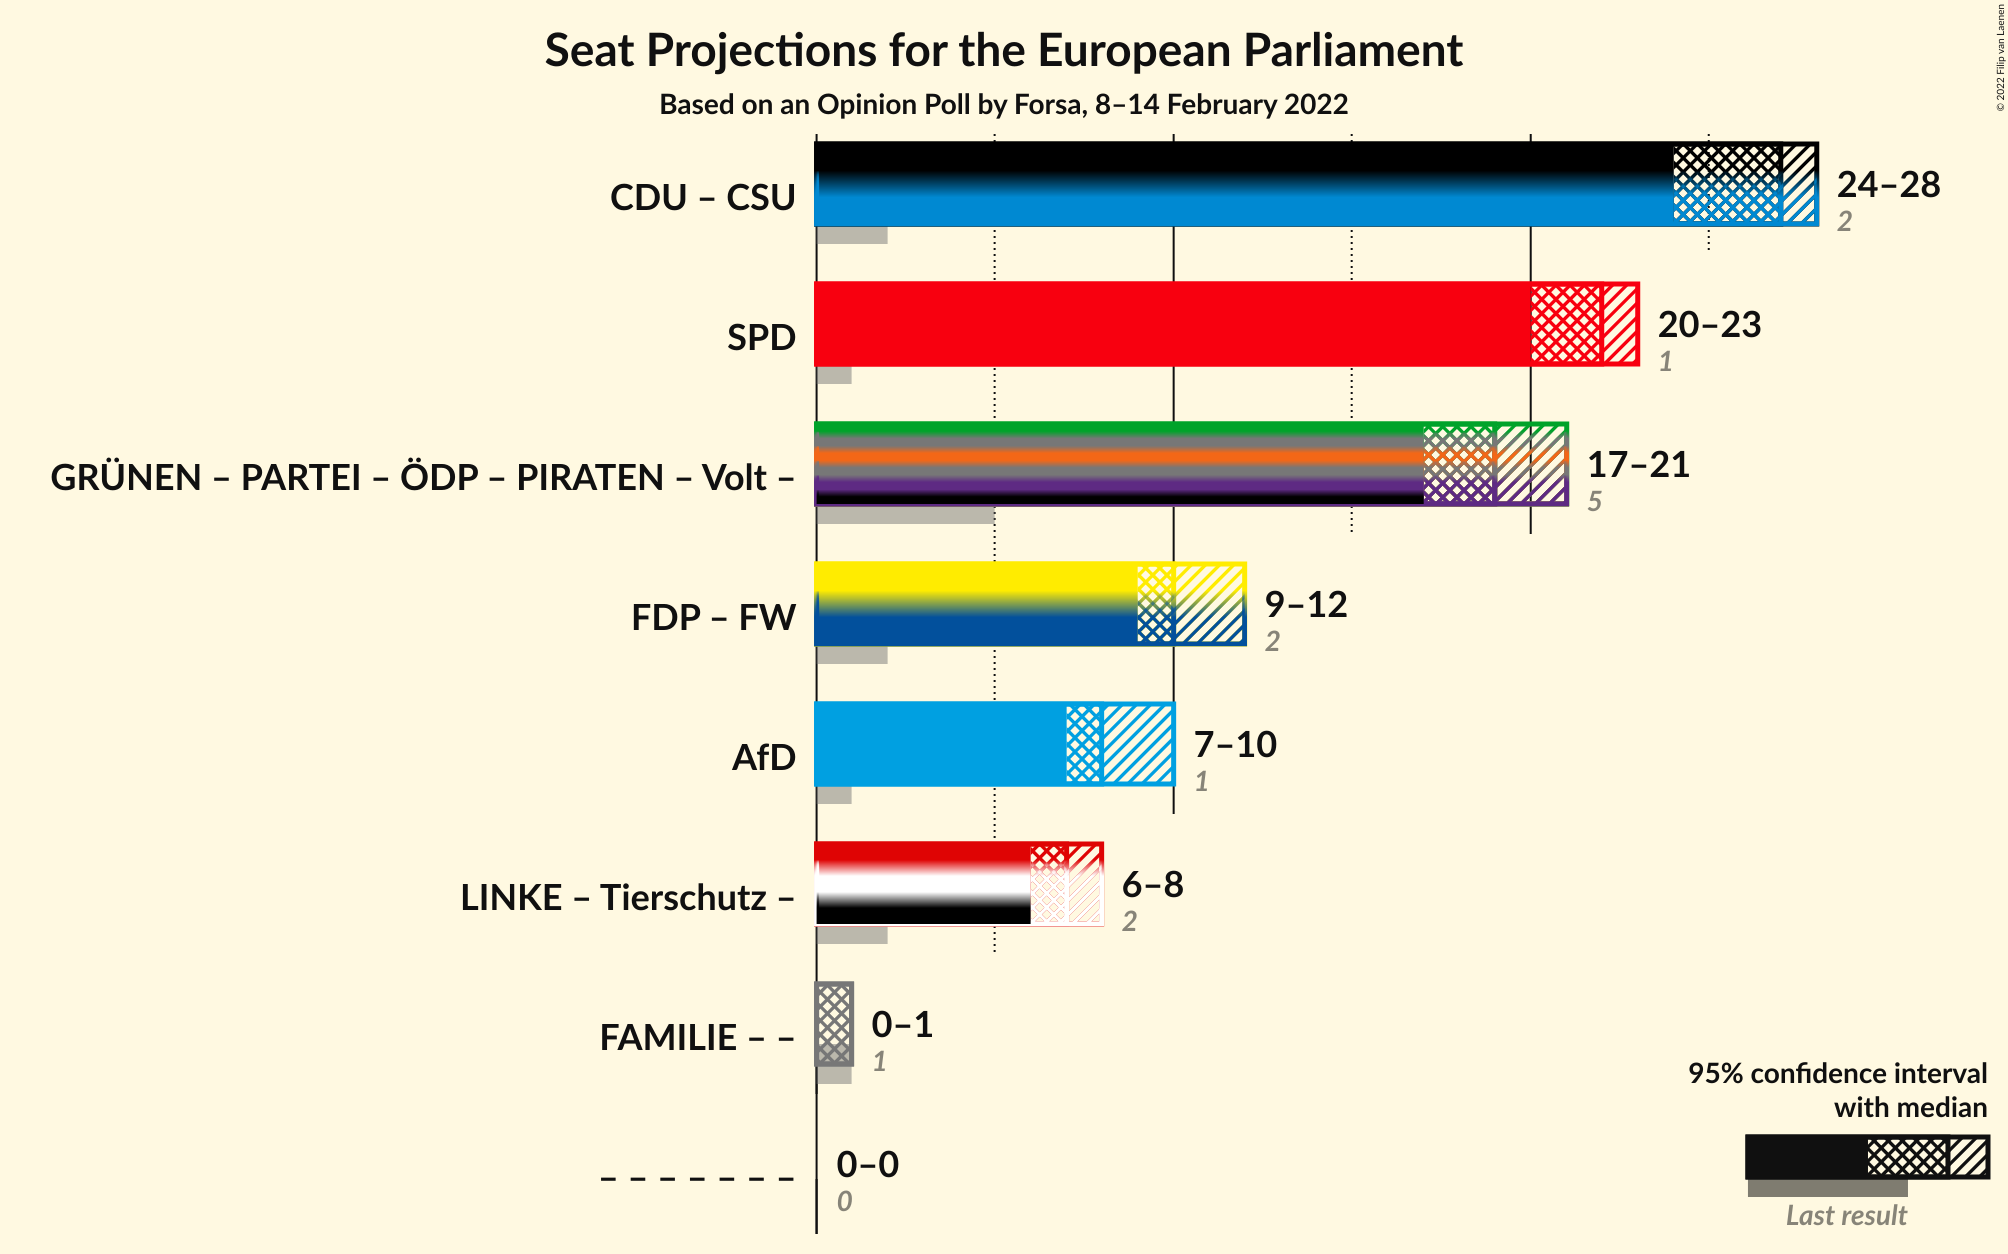 Seat Projections for the European Parliament
Based on an Opinion Poll by Forsa, 8–14 February 2022
© 2022 Filip van Laenen
CDU – CSU
24–28
2
SPD
20–23
1
GRÜNEN – PARTEI – ÖDP – PIRATEN – Volt –
17–21
5
FDP – FW
9–12
2
AfD
7–10
1
LINKE – Tierschutz –
6–8
2
FAMILIE – –
0–1
1
– – – – – – –
0–0
0
95% confidence interval
with median
Last result